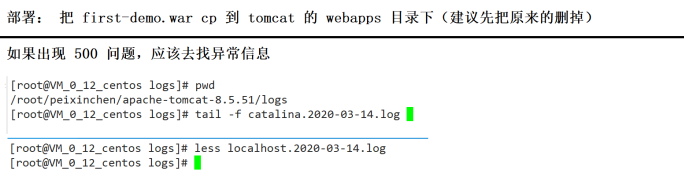 部署： 把 first-demo.war cp 到 tomcat 的 webapps 目录下（建议先把原来的删掉）
如果出现 500 问题，应该去找异常信息
[root@VM_0_12_centos logs]# pwd
/root/peixinchen/apache-tomcat-8.5.51/logs
[root@VM_0_12_centos logs]# tail -f catalina.2020-03-14.log
[root@VM_0_12_centos logs]# less localhost.2020-03-14.log
[root@VM_0_12_centos logs]#